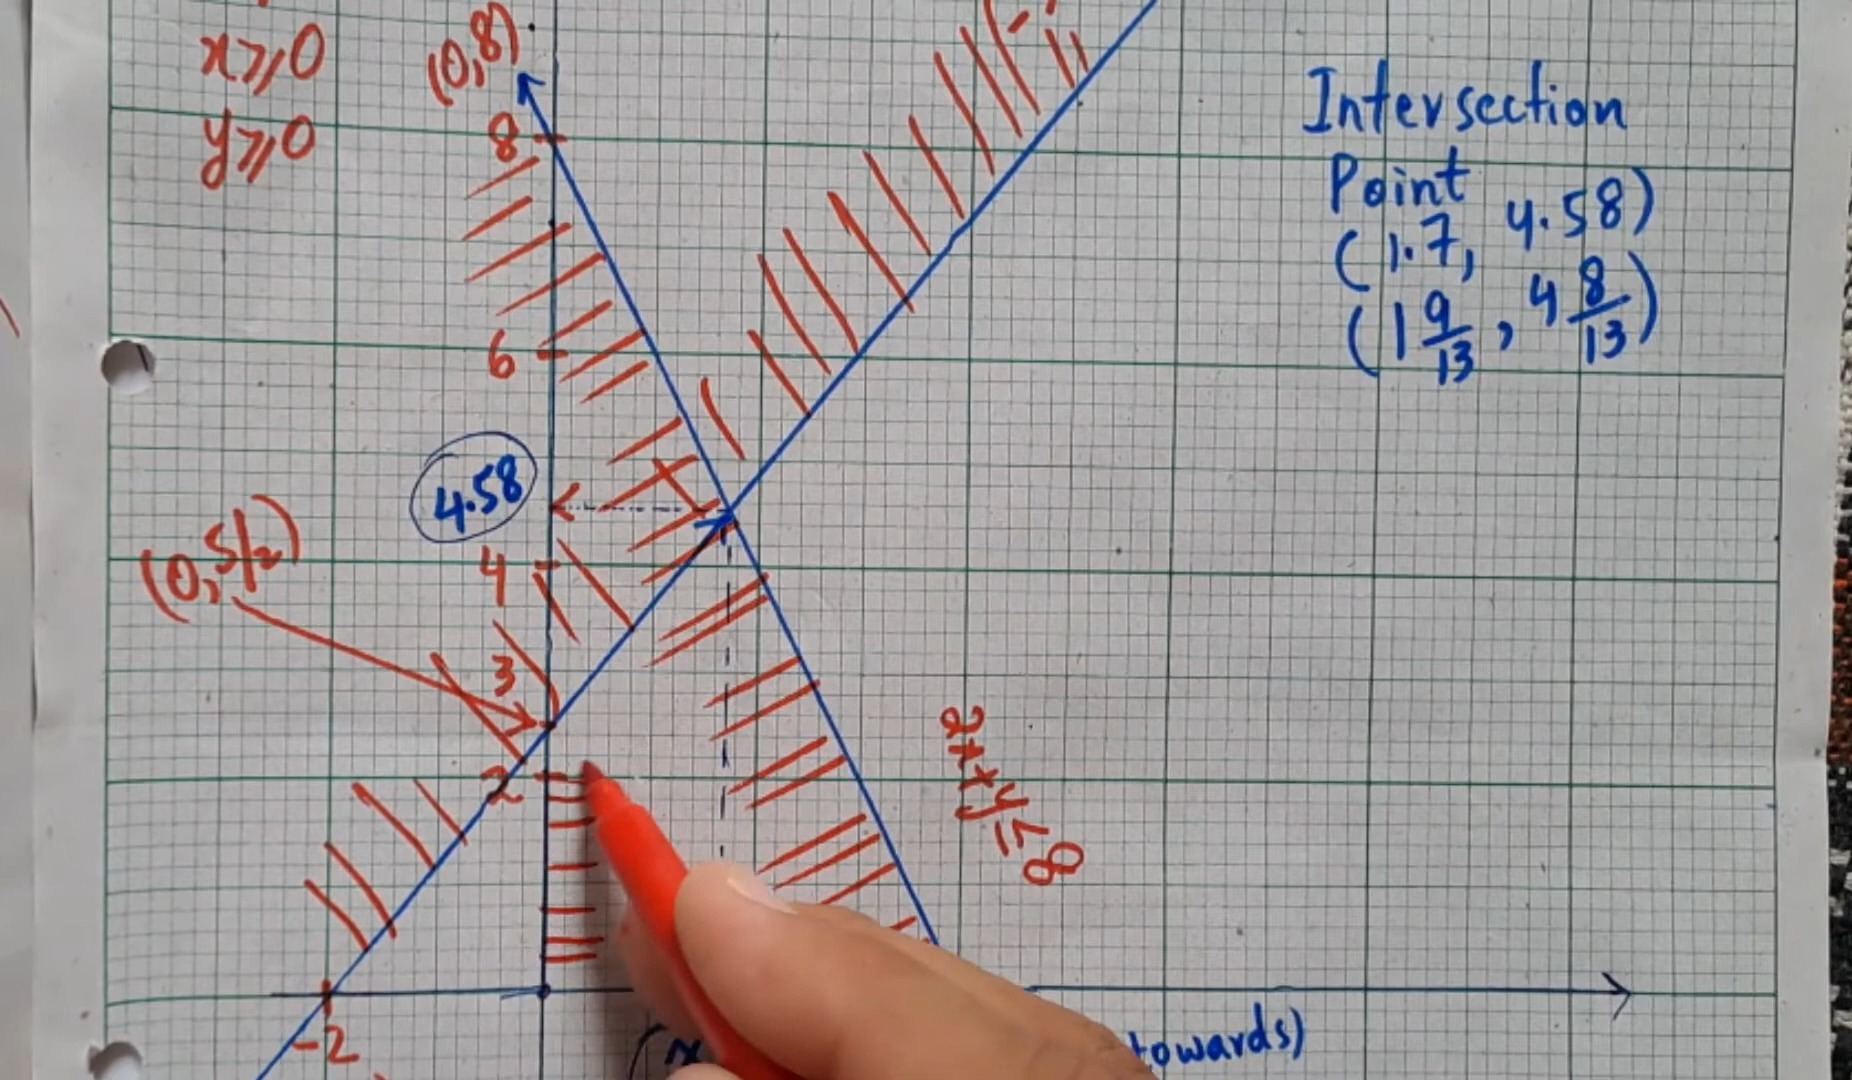 x≥0
y≥0
(0,8)
8
6
4.58
4
(0,5/2)
3
2
-2
2x+y≤8
Intersection
Point
(1.7, 4.58)
(1 9/13, 4 8/13)
(x
towards)